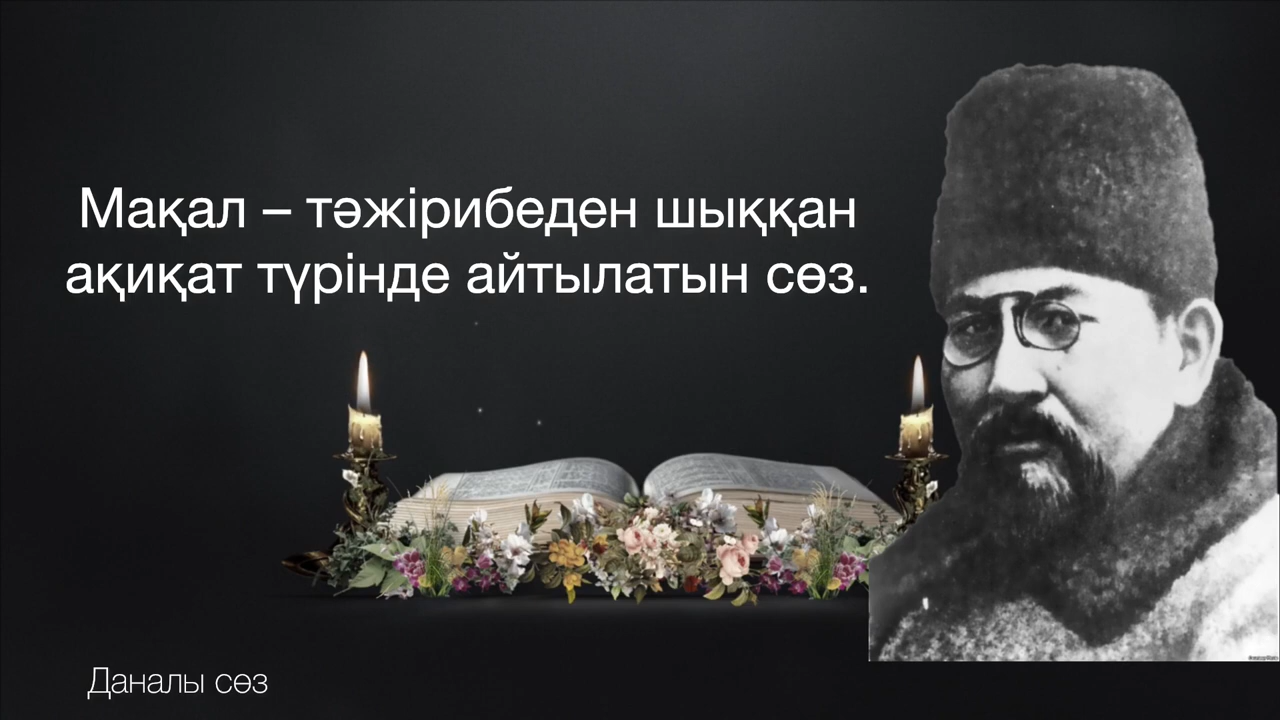 Мақал – тәжірибеден шыққан
ақиқат түрінде айтылатын сөз.
Даналы сөз